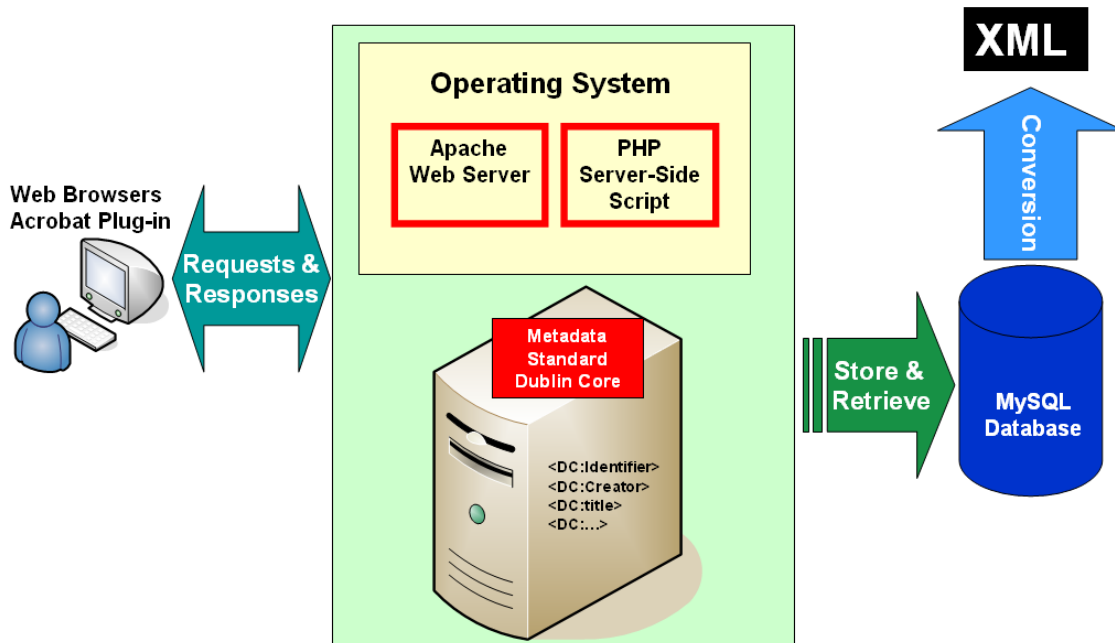 XML
Conversion
Operating System
Apache
Web Server
PHP
Server-Side
Script
Web Browsers
Acrobat Plug-in
Requests &
Responses
Metadata
Standard
Dublin Core
<DC:Identifier>
<DC:Creator>
<DC:title>
<DC:...>
Store &
Retrieve
MySQL
Database